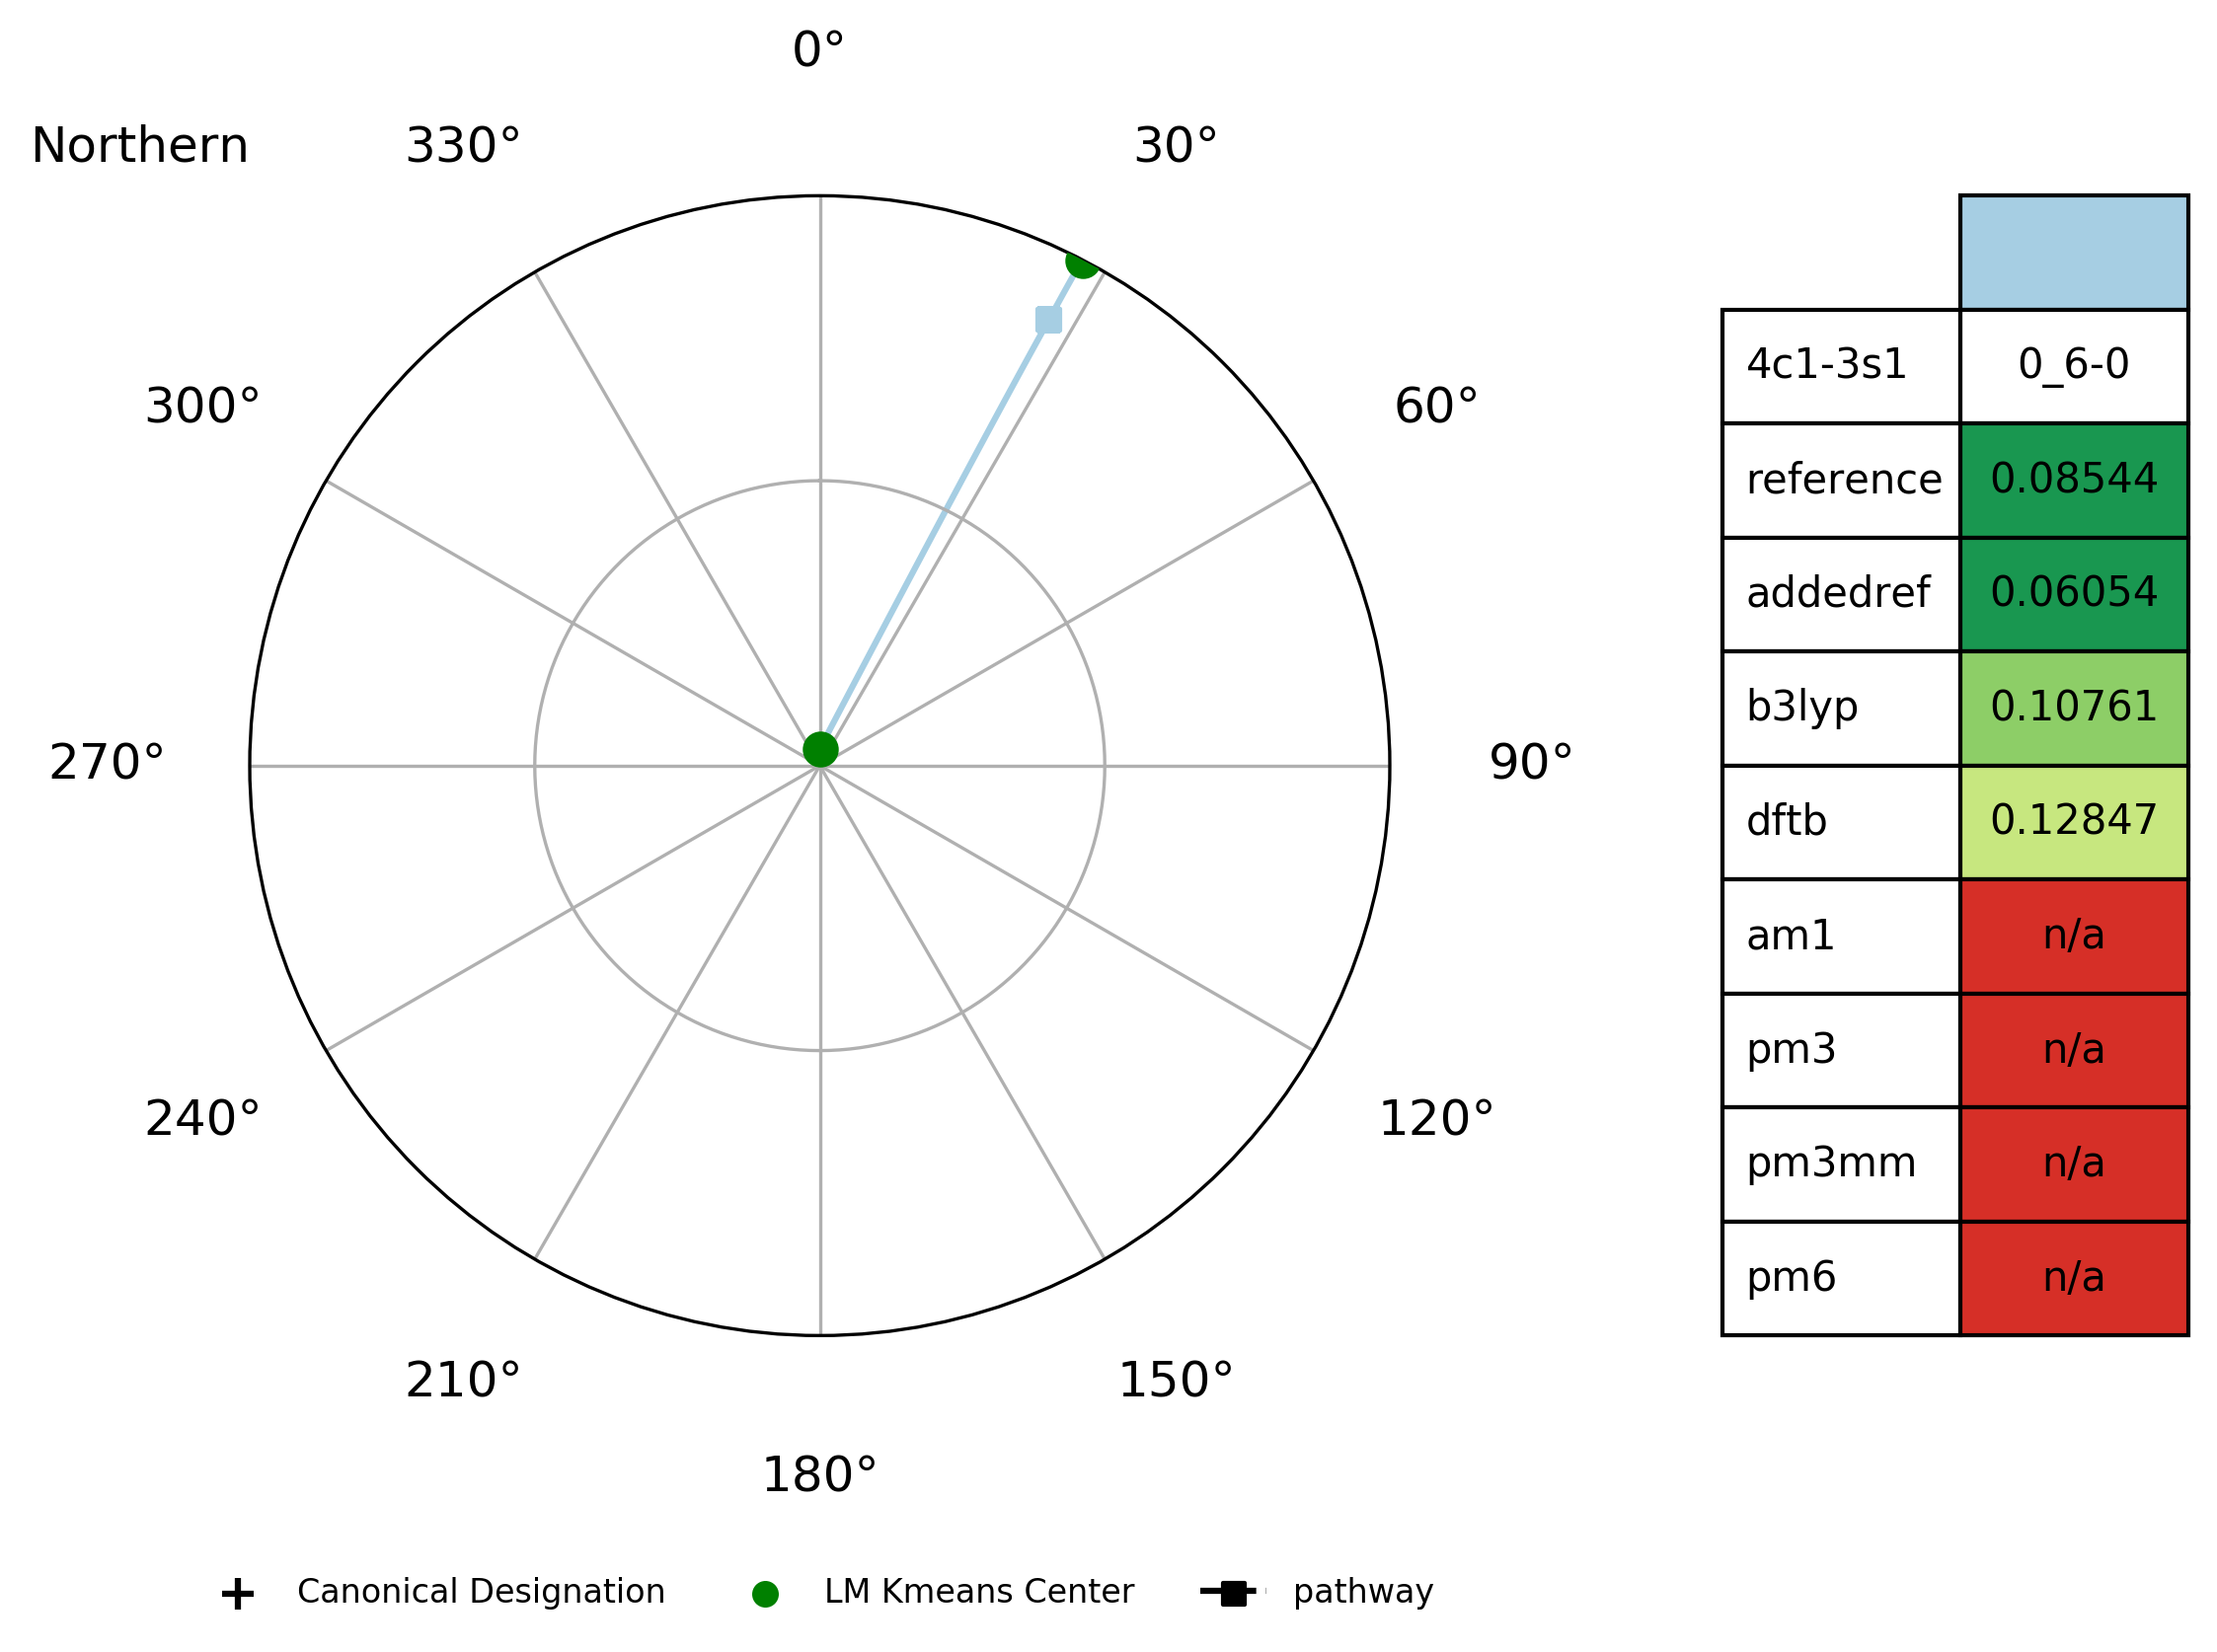 0°
Northern
330°
30°
300°
60°
270°
90°
240°
120°
210°
150°
180°
4c1-3s1 0_6-0
reference 0.08544
addedref 0.06054
b3lyp 0.10761
dftb 0.12847
am1 n/a
pm3 n/a
pm3mm n/a
pm6 n/a
Canonical Designation LM Kmeans Center pathway